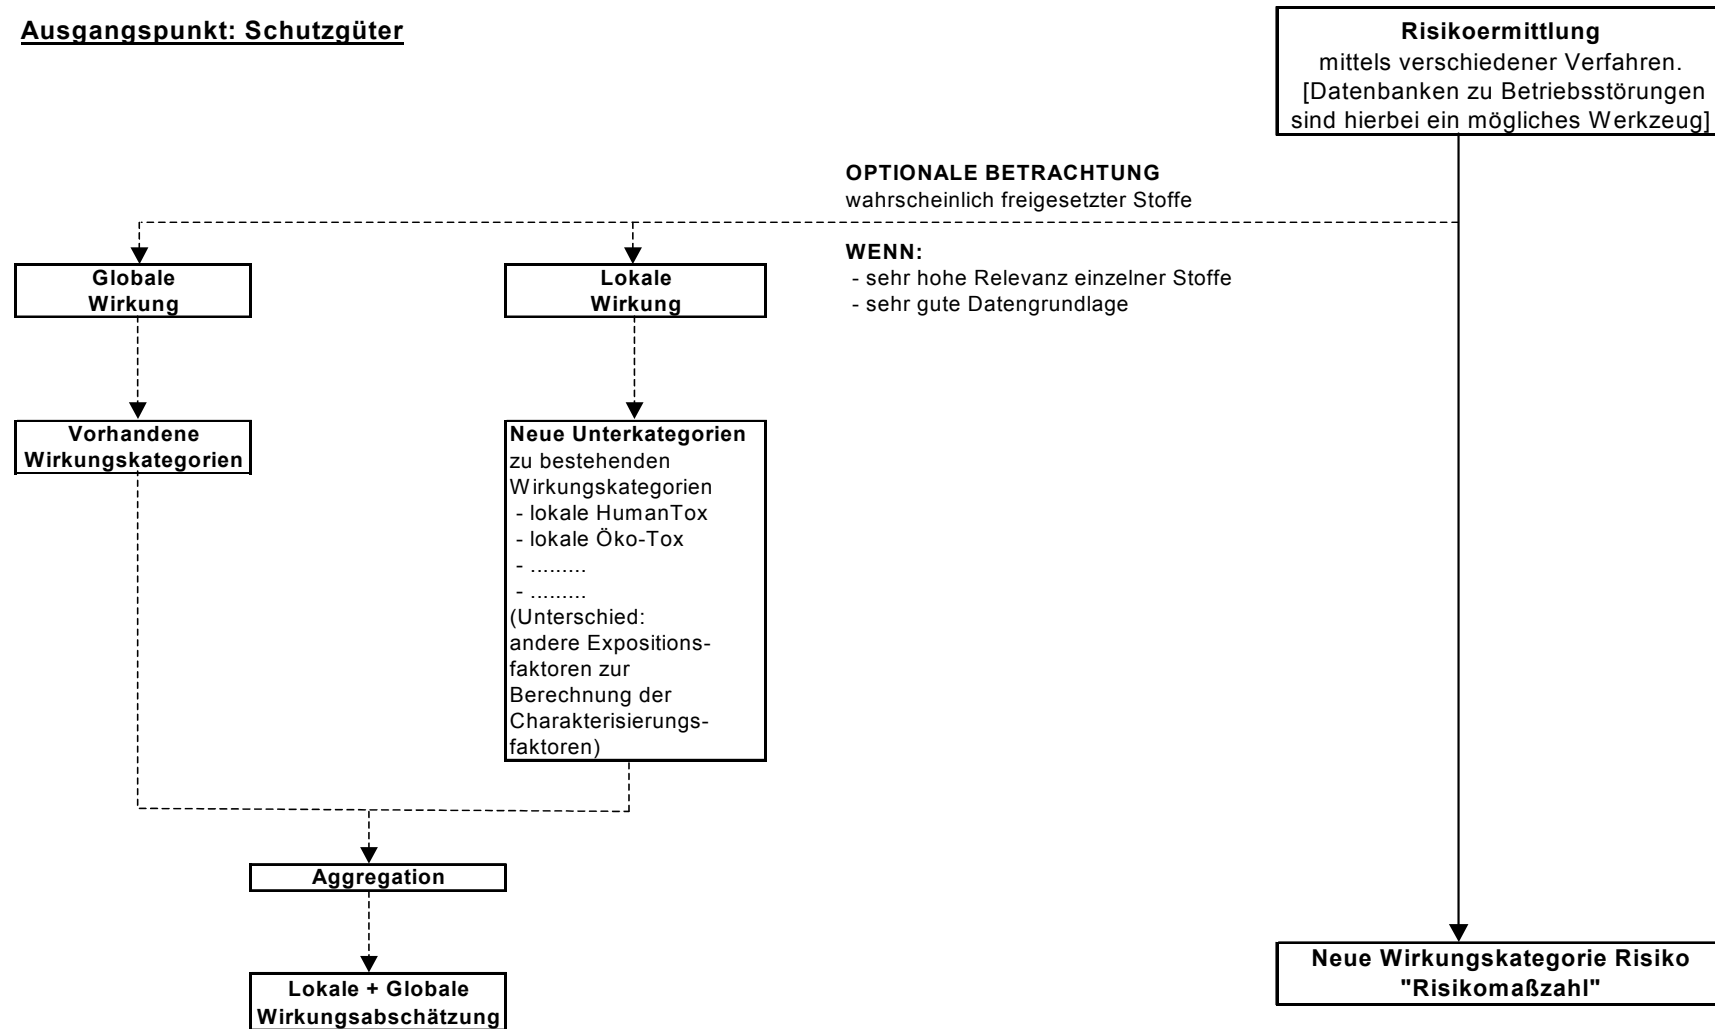 Ausgangspunkt: Schutzgüter
Risikoermittlung
mittels verschiedener Verfahren.
[Datenbanken zu Betriebsstörungen
sind hierbei ein mögliches Werkzeug]
OPTIONALE BETRACHTUNG
wahrscheinlich freigesetzter Stoffe
WENN:
- sehr hohe Relevanz einzelner Stoffe
- sehr gute Datengrundlage
Globale
Wirkung
Lokale
Wirkung
Vorhandene
Wirkungskategorien
Neue Unterkategorien
zu bestehenden
Wirkungskategorien
- lokale HumanTox
- lokale Öko-Tox
- .........
- .........
(Unterschied:
andere Expositions-
faktoren zur
Berechnung der
Charakterisierungs-
faktoren)
Aggregation
Lokale + Globale
Wirkungsabschätzung
Neue Wirkungskategorie Risiko
"Risikomaßzahl"